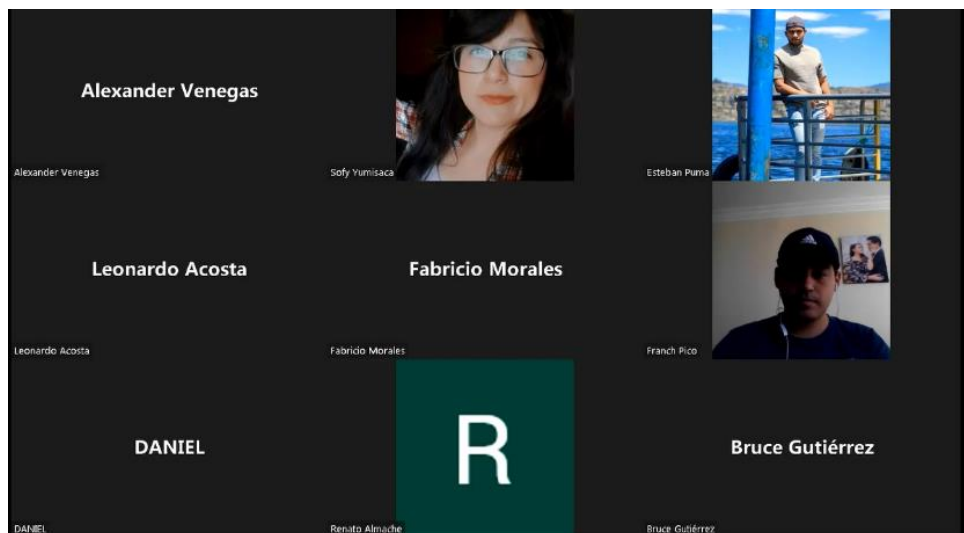 Alexander Venegas
Alexander Venegas
Sofy Yumisaca
Esteban Puma
Leonardo Acosta
Fabricio Morales
Leonardo Acosta
Fabricio Morales
adidas
Franch Pico
DANIEL
R
Bruce Gutiérrez
DANIEL
Renato Almache
Bruce Gutiérrez